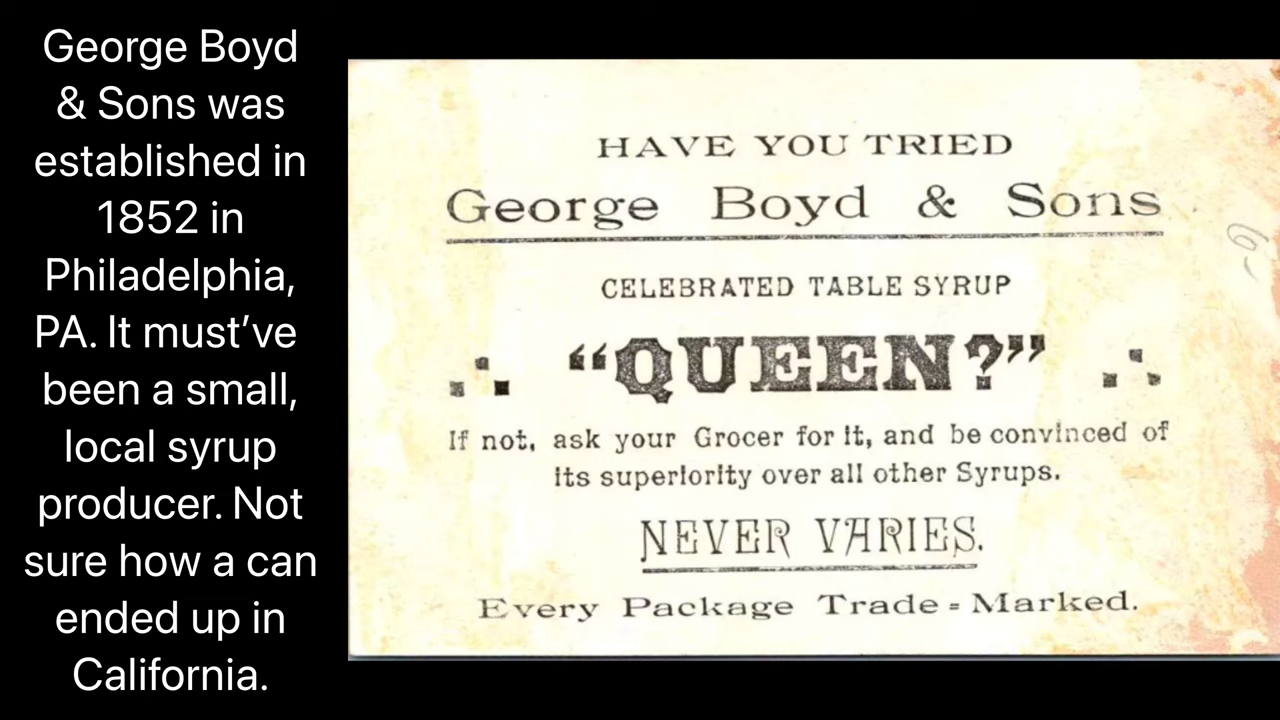 George Boyd
& Sons was
established in
1852 in
Philadelphia,
PA. It must’ve
been a small,
local syrup
producer. Not
sure how a can
ended up in
California.
HAVE YOU TRIED
George Boyd & Sons
CELEBRATED TABLE SYRUP
“QUEEN?”
If not, ask your Grocer for it, and be convinced of
its superiority over all other Syrups.
NEVER VARIES.
Every Package Trade=Marked.